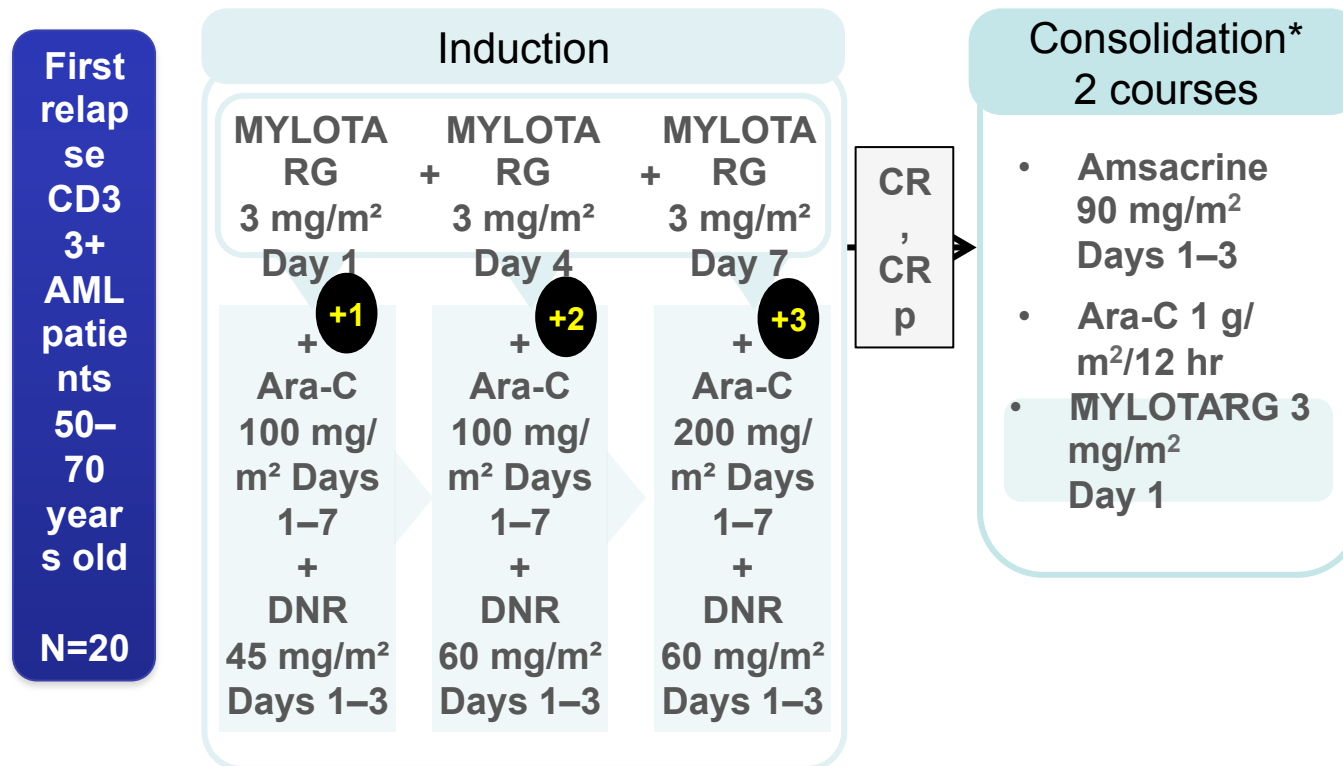 First
relap
se
CD3
3+
AML
patie
nts
50–
70
year
s old
N=20
Induction
MYLOTA
RG
3 mg/m²
Day 1
+
MYLOTA
RG
3 mg/m²
Day 4
+
MYLOTA
RG
3 mg/m²
Day 7
+1
+
Ara-C
100 mg/
m² Days
1–7
+
DNR
45 mg/m²
Days 1–3
+2
+
Ara-C
100 mg/
m² Days
1–7
+
DNR
60 mg/m²
Days 1–3
+3
+
Ara-C
200 mg/
m² Days
1–7
+
DNR
60 mg/m²
Days 1–3
CR
,
CR
p
Consolidation*
2 courses
• Amsacrine
90 mg/m²
Days 1–3
• Ara-C 1 g/
m²/12 hr
• MYLOTARG 3
mg/m²
Day 1